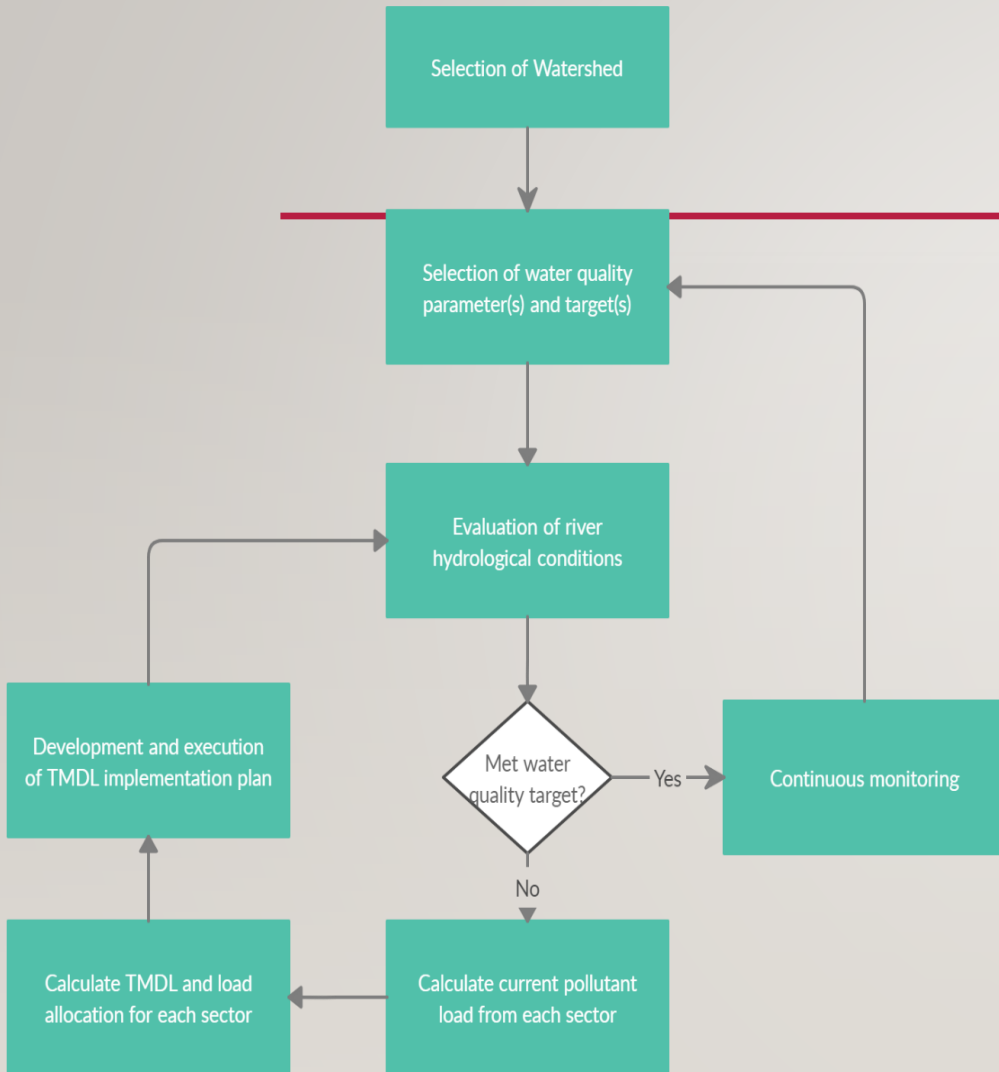 Selection of Watershed
Selection of water quality
parameter(s) and target(s)
Evaluation of river
hydrological conditions
Development and execution
of TMDL implementation plan
Met water
quality target?
Yes
Continuous monitoring
No
Calculate TMDL and load
allocation for each sector
Calculate current pollutant
load from each sector